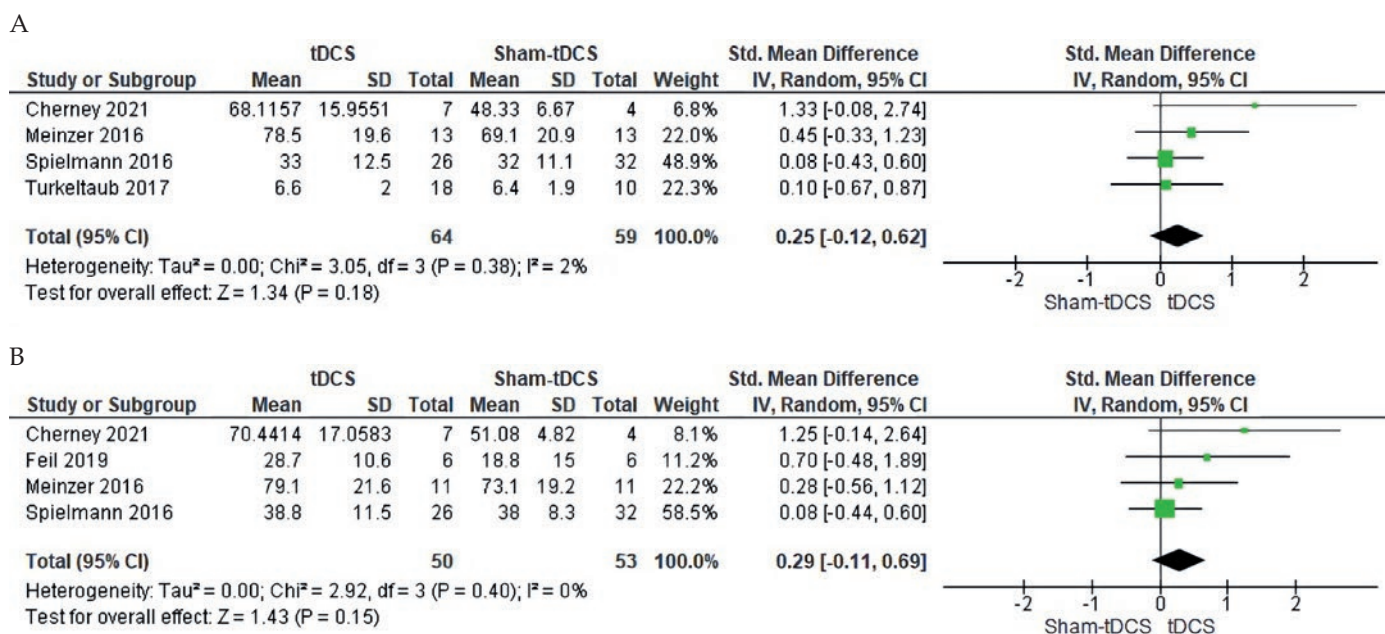 A
tDCS Sham-tDCS Std. Mean Difference Std. Mean Difference
Study or Subgroup Mean SD Total Mean SD Total Weight IV, Random, 95% CI IV, Random, 95% CI
Cherney 2021 68.1157 15.9551 7 48.33 6.67 4 6.8% 1.33 [-0.08, 2.74]
Meinzer 2016 78.5 19.6 13 69.1 20.9 13 22.0% 0.45 [-0.33, 1.23]
Spielmann 2016 33 12.5 26 32 11.1 32 48.9% 0.08 [-0.43, 0.60]
Turkeltaub 2017 6.6 2 18 6.4 1.9 10 22.3% 0.10 [-0.67, 0.87]
Total (95% CI) 64 59 100.0% 0.25 [-0.12, 0.62]
Heterogeneity: Tau² = 0.00; Chi² = 3.05, df = 3 (P = 0.38); I² = 2%
Test for overall effect: Z = 1.34 (P = 0.18)
-2 -1 0 1 2
Sham-tDCS tDCS
B
tDCS Sham-tDCS Std. Mean Difference Std. Mean Difference
Study or Subgroup Mean SD Total Mean SD Total Weight IV, Random, 95% CI IV, Random, 95% CI
Cherney 2021 70.4414 17.0583 7 51.08 4.82 4 8.1% 1.25 [-0.14, 2.64]
Feil 2019 28.7 10.6 6 18.8 15 6 11.2% 0.70 [-0.48, 1.89]
Meinzer 2016 79.1 21.6 11 73.1 19.2 11 22.2% 0.28 [-0.56, 1.12]
Spielmann 2016 38.8 11.5 26 38 8.3 32 58.5% 0.08 [-0.44, 0.60]
Total (95% CI) 50 53 100.0% 0.29 [-0.11, 0.69]
Heterogeneity: Tau² = 0.00; Chi² = 2.92, df = 3 (P = 0.40); I² = 0%
Test for overall effect: Z = 1.43 (P = 0.15)
-2 -1 0 1 2
Sham-tDCS tDCS